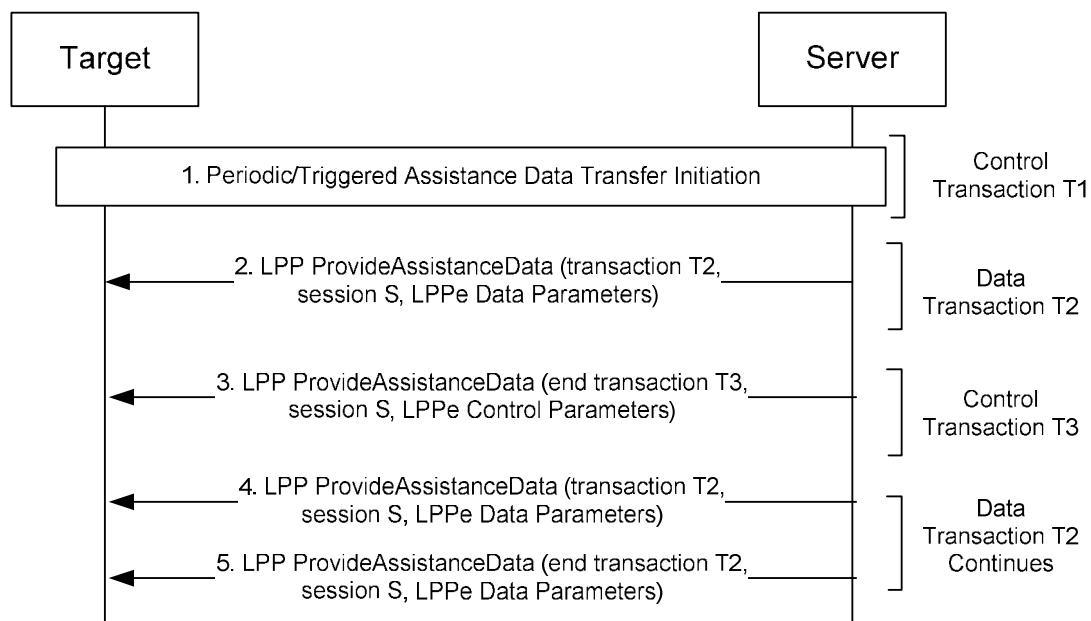 Target
Server
1. Periodic/Triggered Assistance Data Transfer Initiation
Control
Transaction T1
2. LPP ProvideAssistanceData (transaction T2,
session S, LPPe Data Parameters)
Data
Transaction T2
3. LPP ProvideAssistanceData (end transaction T3,
session S, LPPe Control Parameters)
Control
Transaction T3
4. LPP ProvideAssistanceData (transaction T2,
session S, LPPe Data Parameters)
5. LPP ProvideAssistanceData (end transaction T2,
session S, LPPe Data Parameters)
Data
Transaction T2
Continues